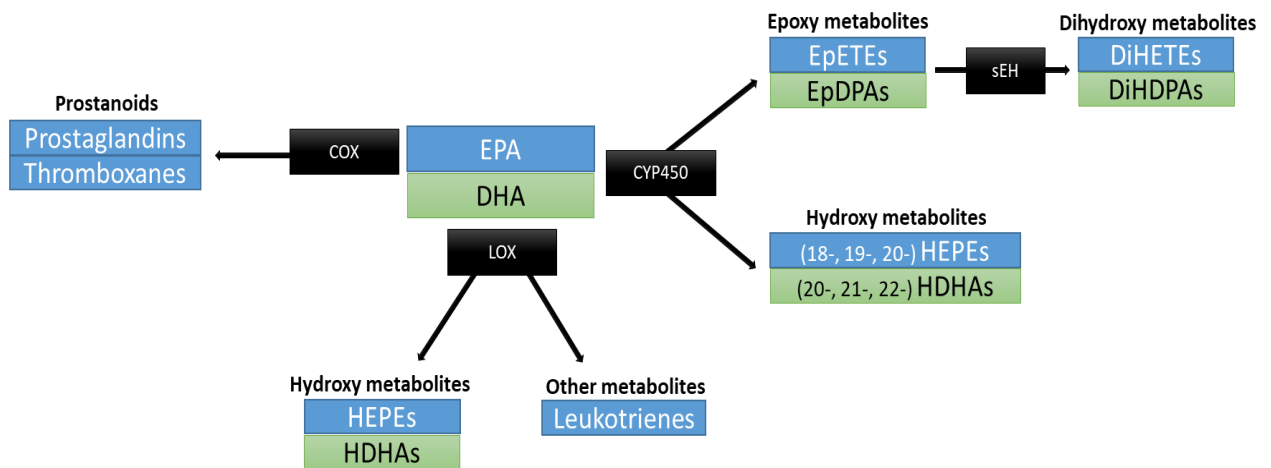 Epoxy metabolites
EpETEs
EpDPAs
sEH
Dihydroxy metabolites
DiHETEs
DiHDPAs
Prostanoids
Prostaglandins
Thromboxanes
COX
EPA
DHA
CYP450
LOX
Hydroxy metabolites
(18-, 19-, 20-) HEPEs
(20-, 21-, 22-) HDHAs
Hydroxy metabolites
HEPEs
HDHAs
Other metabolites
Leukotrienes